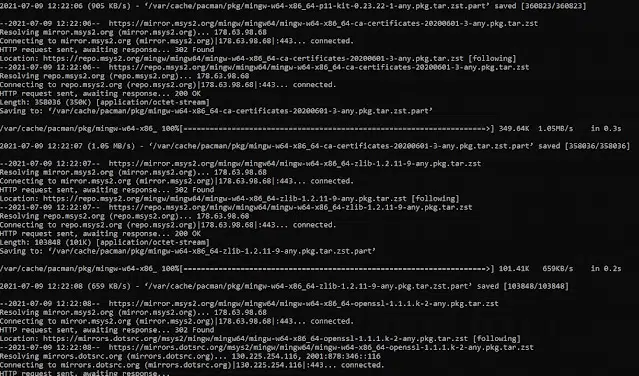 2021-07-09 12:22:06 (905 KB/s) - ‘/var/cache/pacman/pkg/mingw-w64-x86_64-p11-kit-0.23.22-1-any.pkg.tar.zst.part’ saved [360823/360823]
--2021-07-09 12:22:06--  https://mirror.msys2.org/mingw/mingw64/mingw-w64-x86_64-ca-certificates-20200601-3-any.pkg.tar.zst
Resolving mirror.msys2.org (mirror.msys2.org)... 178.63.98.68
Connecting to mirror.msys2.org (mirror.msys2.org)|178.63.98.68|:443... connected.
HTTP request sent, awaiting response... 302 Found
Location: https://repo.msys2.org/mingw/mingw64/mingw-w64-x86_64-ca-certificates-20200601-3-any.pkg.tar.zst [following]
--2021-07-09 12:22:06--  https://repo.msys2.org/mingw/mingw64/mingw-w64-x86_64-ca-certificates-20200601-3-any.pkg.tar.zst
Resolving repo.msys2.org (repo.msys2.org)... 178.63.98.68
Connecting to repo.msys2.org (repo.msys2.org)|178.63.98.68|:443... connected.
HTTP request sent, awaiting response... 200 OK
Length: 358036 (350K) [application/octet-stream]
Saving to: ‘/var/cache/pacman/pkg/mingw-w64-x86_64-ca-certificates-20200601-3-any.pkg.tar.zst.part’
/var/cache/pacman/pkg/mingw-w64-x86_ 100%[===================================================================>] 349.64K  1.05MB/s    in 0.3s
2021-07-09 12:22:07 (1.05 MB/s) - ‘/var/cache/pacman/pkg/mingw-w64-x86_64-ca-certificates-20200601-3-any.pkg.tar.zst.part’ saved [358036/358036]
--2021-07-09 12:22:07--  https://mirror.msys2.org/mingw/mingw64/mingw-w64-x86_64-zlib-1.2.11-9-any.pkg.tar.zst
Resolving mirror.msys2.org (mirror.msys2.org)... 178.63.98.68
Connecting to mirror.msys2.org (mirror.msys2.org)|178.63.98.68|:443... connected.
HTTP request sent, awaiting response... 302 Found
Location: https://repo.msys2.org/mingw/mingw64/mingw-w64-x86_64-zlib-1.2.11-9-any.pkg.tar.zst [following]
--2021-07-09 12:22:07--  https://repo.msys2.org/mingw/mingw64/mingw-w64-x86_64-zlib-1.2.11-9-any.pkg.tar.zst
Resolving repo.msys2.org (repo.msys2.org)... 178.63.98.68
Connecting to repo.msys2.org (repo.msys2.org)|178.63.98.68|:443... connected.
HTTP request sent, awaiting response... 200 OK
Length: 103848 (101K) [application/octet-stream]
Saving to: ‘/var/cache/pacman/pkg/mingw-w64-x86_64-zlib-1.2.11-9-any.pkg.tar.zst.part’
/var/cache/pacman/pkg/mingw-w64-x86_ 100%[===================================================================>] 101.41K   659KB/s    in 0.2s
2021-07-09 12:22:08 (659 KB/s) - ‘/var/cache/pacman/pkg/mingw-w64-x86_64-zlib-1.2.11-9-any.pkg.tar.zst.part’ saved [103848/103848]
--2021-07-09 12:22:08--  https://mirror.msys2.org/mingw/mingw64/mingw-w64-x86_64-openssl-1.1.1.k-2-any.pkg.tar.zst
Resolving mirror.msys2.org (mirror.msys2.org)... 178.63.98.68
Connecting to mirror.msys2.org (mirror.msys2.org)|178.63.98.68|:443... connected.
HTTP request sent, awaiting response... 302 Found
Location: https://mirrors.dotsrc.org/msys2/mingw/mingw64/mingw-w64-x86_64-openssl-1.1.1.k-2-any.pkg.tar.zst [following]
--2021-07-09 12:22:08--  https://mirrors.dotsrc.org/msys2/mingw/mingw64/mingw-w64-x86_64-openssl-1.1.1.k-2-any.pkg.tar.zst
Resolving mirrors.dotsrc.org (mirrors.dotsrc.org)... 130.225.254.116, 2001:878:346::116
Connecting to mirrors.dotsrc.org (mirrors.dotsrc.org)|130.225.254.116|:443... connected.
HTTP request sent, awaiting response...